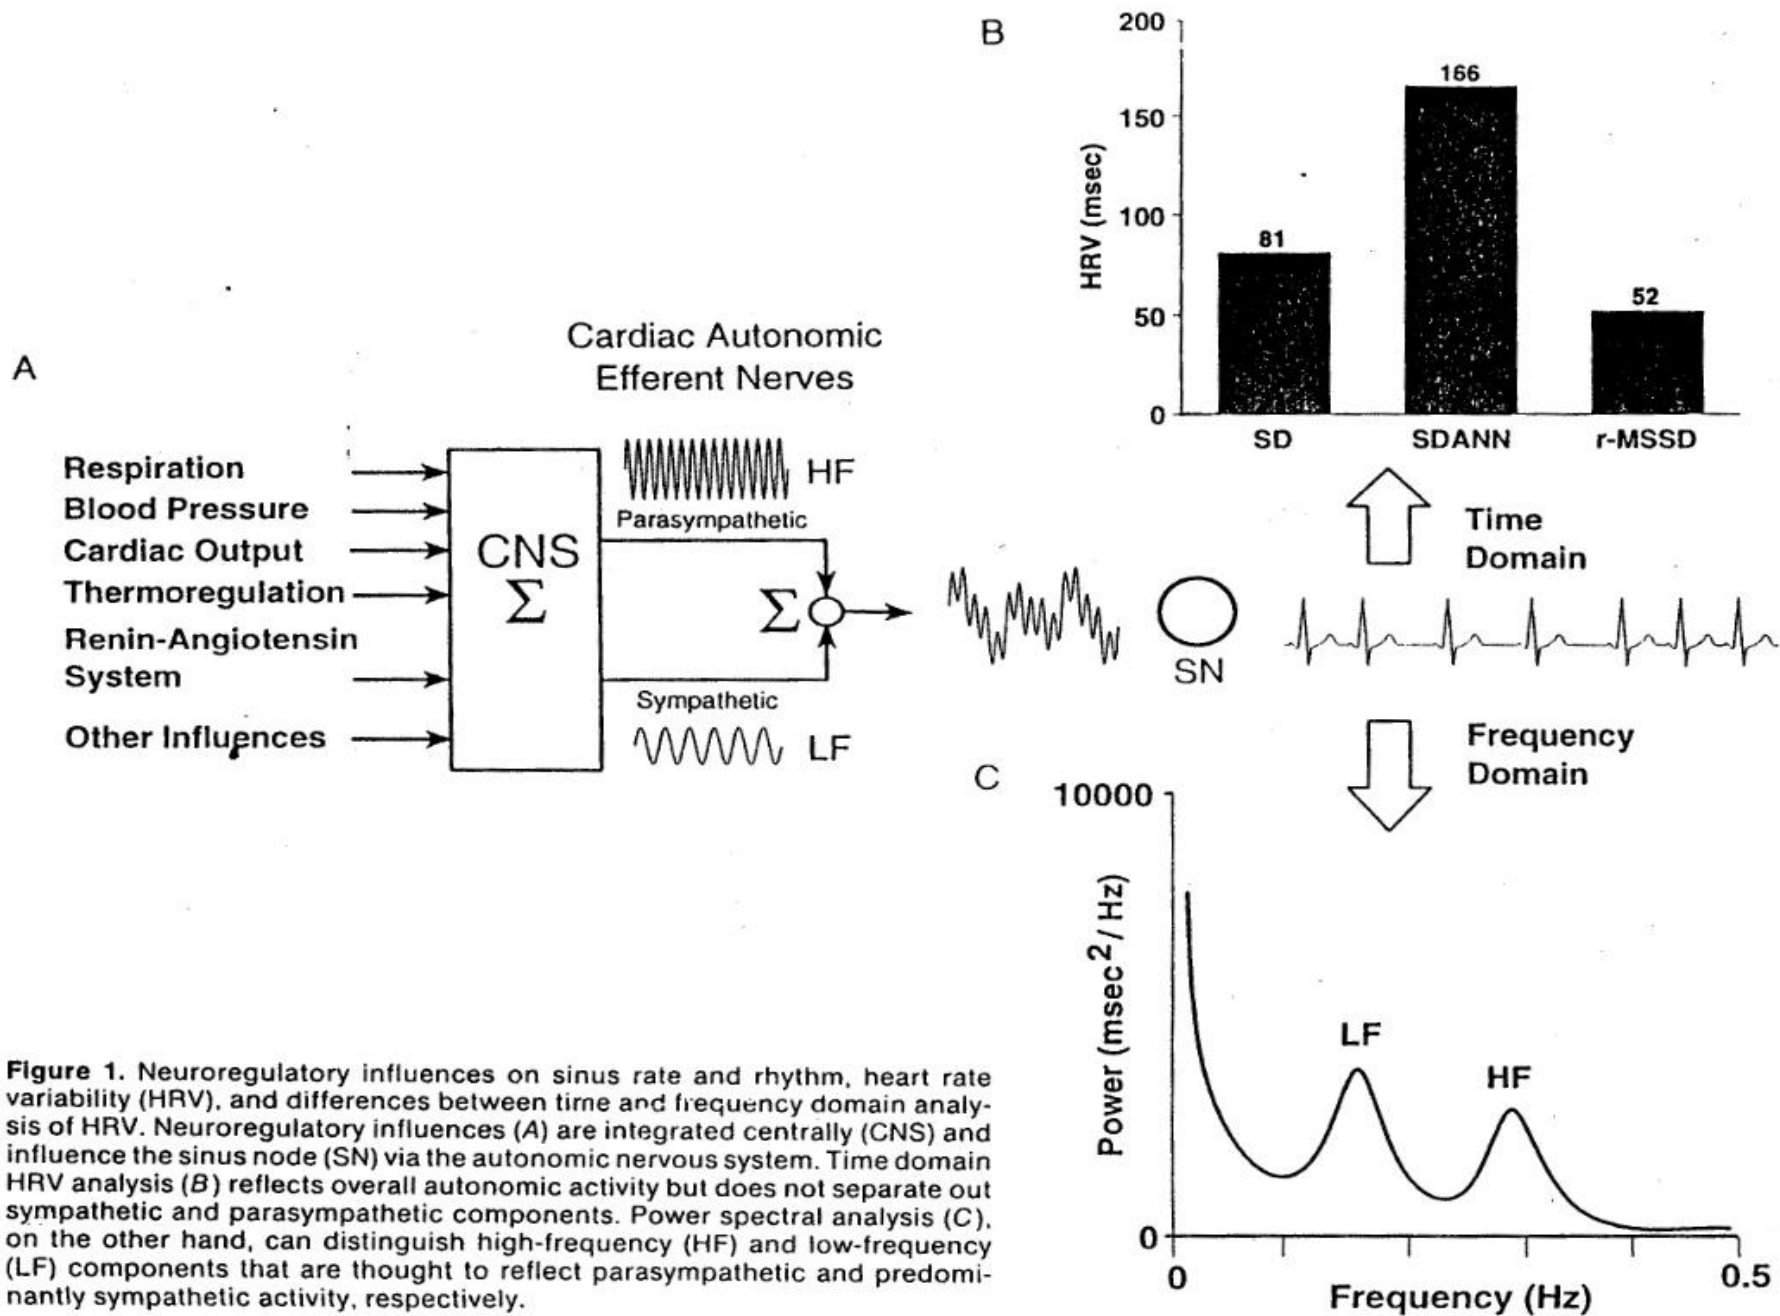 A
Cardiac Autonomic
Efferent Nerves
Respiration
Blood Pressure
Cardiac Output
Thermoregulation
Renin-Angiotensin
System
Other Influences
CNS
Σ
HF
Parasympathetic
Σ
Sympathetic
LF
SN
B
HRV (msec)
200
150
100
50
0
81
166
52
SD
SDANN
r-MSSD
Time
Domain
Frequency
Domain
C
Power (msec²/ Hz)
10000
0
LF
HF
0
0.5
Frequency (Hz)
Figure 1. Neuroregulatory influences on sinus rate and rhythm, heart rate
variability (HRV), and differences between time and frequency domain analy-
sis of HRV. Neuroregulatory influences (A) are integrated centrally (CNS) and
influence the sinus node (SN) via the autonomic nervous system. Time domain
HRV analysis (B) reflects overall autonomic activity but does not separate out
sympathetic and parasympathetic components. Power spectral analysis (C),
on the other hand, can distinguish high-frequency (HF) and low-frequency
(LF) components that are thought to reflect parasympathetic and predomi-
nantly sympathetic activity, respectively.